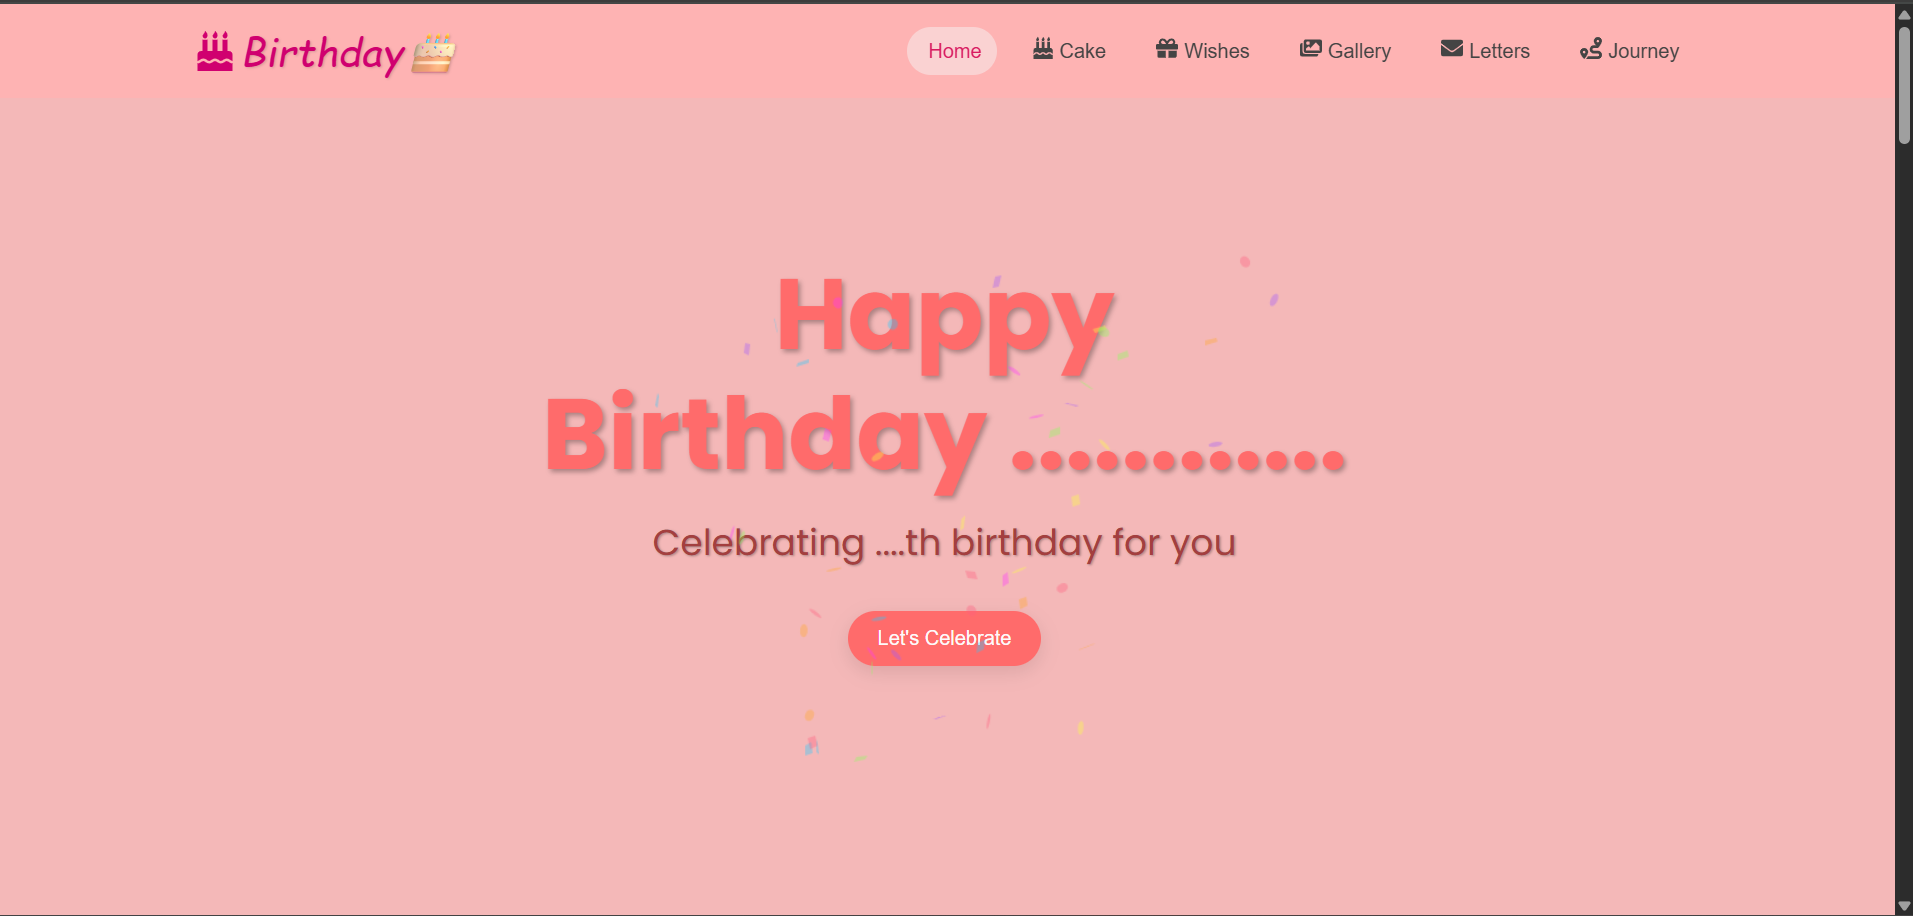 Birthday🎂
Home Cake Wishes Gallery Letters Journey
Happy
Birthday ............
Celebrating ....th birthday for you
Let's Celebrate